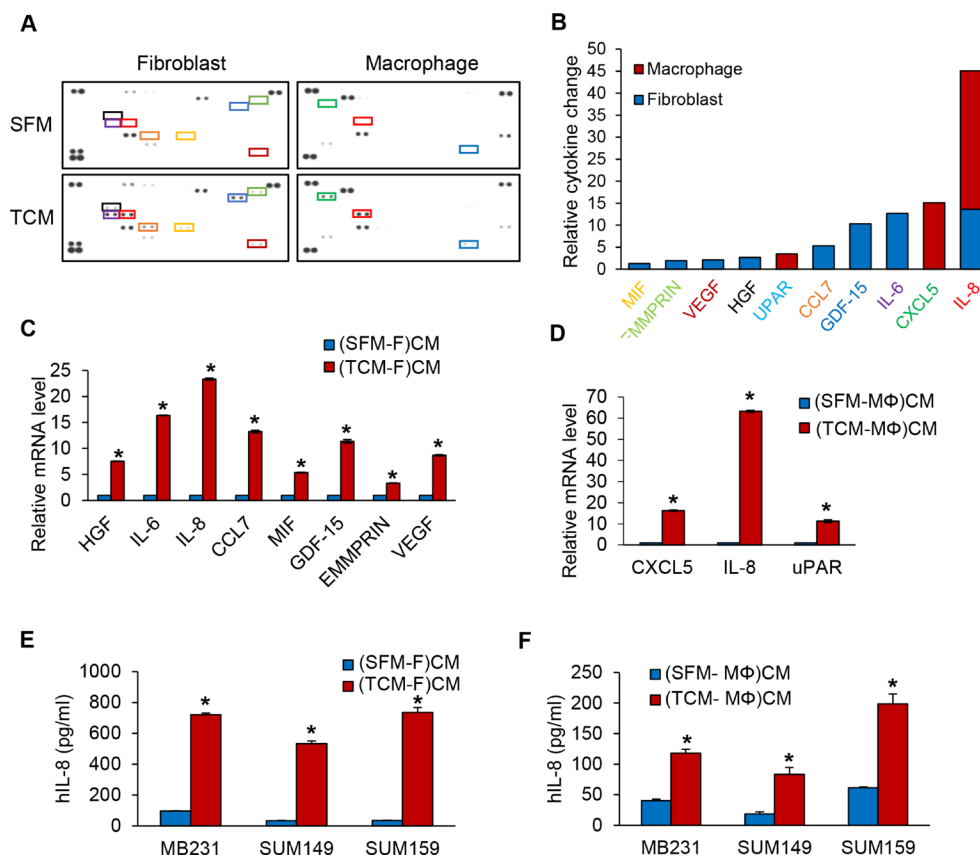 A
Fibroblast
Macrophage
SFM
TCM
B
Relative cytokine change
50
45
40
35
30
25
20
15
10
5
0
Macrophage
Fibroblast
MIF
EMMPRIN
VEGF
HGF
UPAR
CCL7
GDF-15
IL-6
CXCL5
IL-8
C
(SFM-F)CM
(TCM-F)CM
Relative mRNA level
25
20
15
10
5
0
* * * * * * * *
HGF
IL-6
IL-8
CCL7
MIF
GDF-15
EMMPRIN
VEGF
D
(SFM-MΦ)CM
(TCM-MΦ)CM
Relative mRNA level
70
60
50
40
30
20
10
0
* * *
CXCL5 IL-8 uPAR
E
(SFM-F)CM
(TCM-F)CM
hIL-8 (pg/ml)
1000
800
600
400
200
0
* * *
MB231 SUM149 SUM159
F
(SFM- MΦ)CM
(TCM- MΦ)CM
hIL-8 (pg/ml)
250
200
150
100
50
0
* * *
MB231 SUM149 SUM159